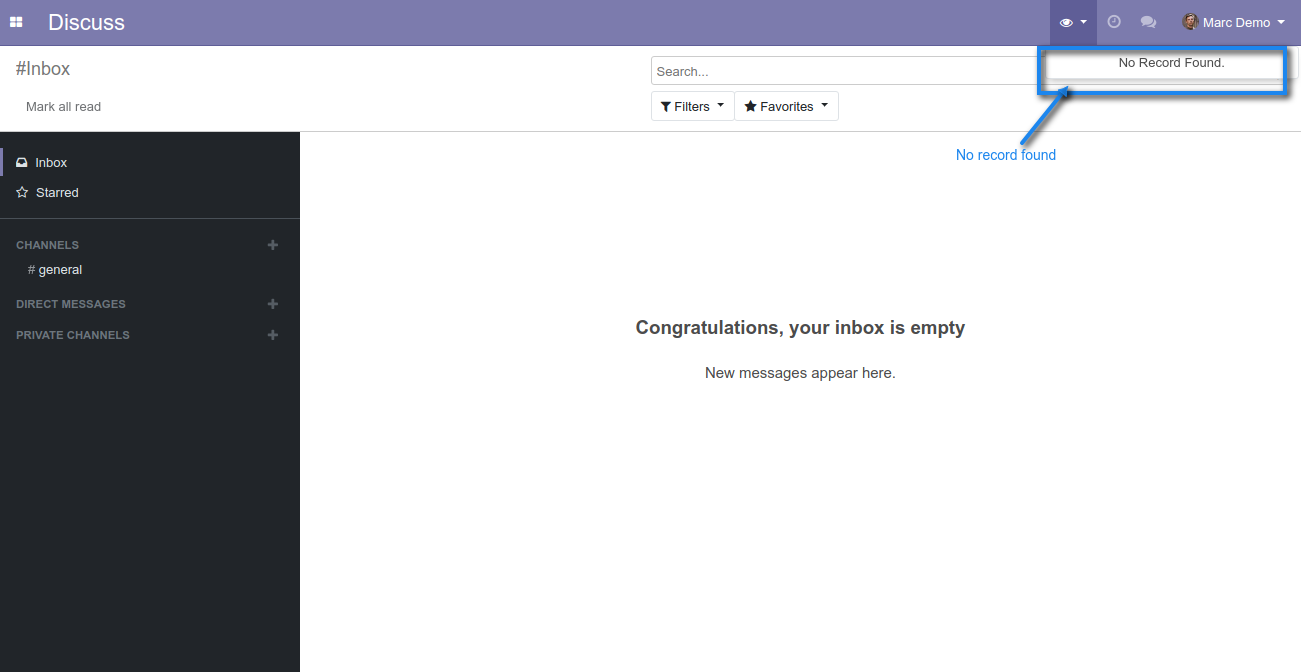 Discuss
Marc Demo
#Inbox
Search...
No Record Found.
Mark all read
Filters
Favorites
No record found
Inbox
Starred
CHANNELS
# general
DIRECT MESSAGES
PRIVATE CHANNELS
Congratulations, your inbox is empty
New messages appear here.